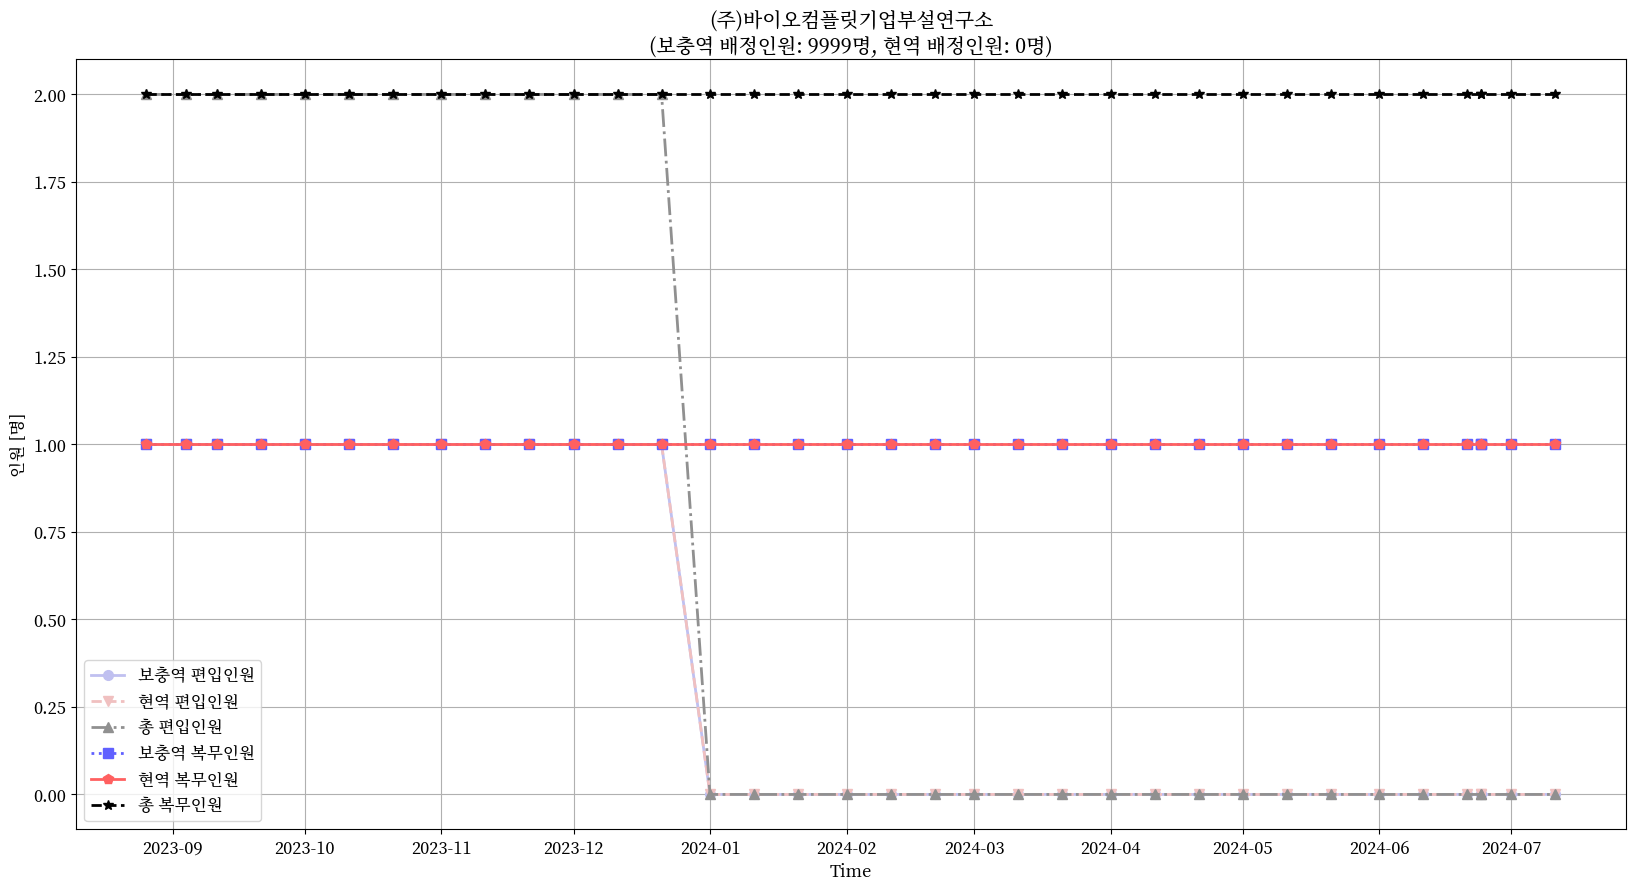 (주)바이오컴플릿기업부설연구소
(보충역 배정인원: 9999명, 현역 배정인원: 0명)
2.00
1.75
1.50
1.25
1.00
0.75
0.50
0.25
0.00
인원 [명]
보충역 편입인원
현역 편입인원
총 편입인원
보충역 복무인원
현역 복무인원
총 복무인원
2023-09 2023-10 2023-11 2023-12 2024-01 2024-02 2024-03 2024-04 2024-05 2024-06 2024-07
Time